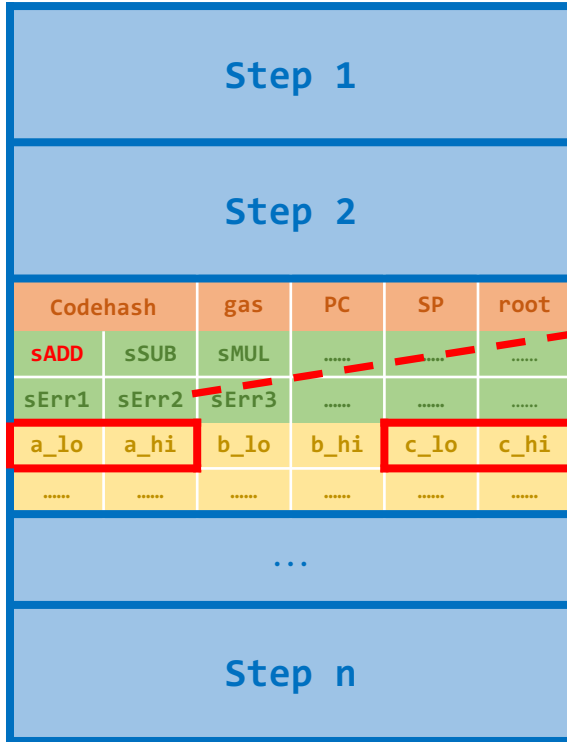 Step 1
Step 2
Codehash gas PC SP root
sADD sSUB sMUL …… …… ……
sErr1 sErr2 sErr3 …… …… ……
a_lo a_hi b_lo b_hi c_lo c_hi
…… …… …… …… …… ……
...
Step n